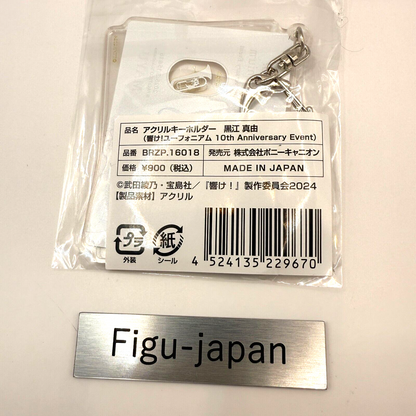 品名 アクリルキーホルダー 黒江 真由
(響け!ユーフォニアム 10th Anniversary Event)
品番 BRZP.16018 発売元 株式会社ポニーキャニオン
価格 ¥900(税込) MADE IN JAPAN
©武田綾乃・宝島社／『響け!』製作委員会2024
【製品素材】アクリル
プラ 紙
外装 シール
4 524135 229670
Figu-japan